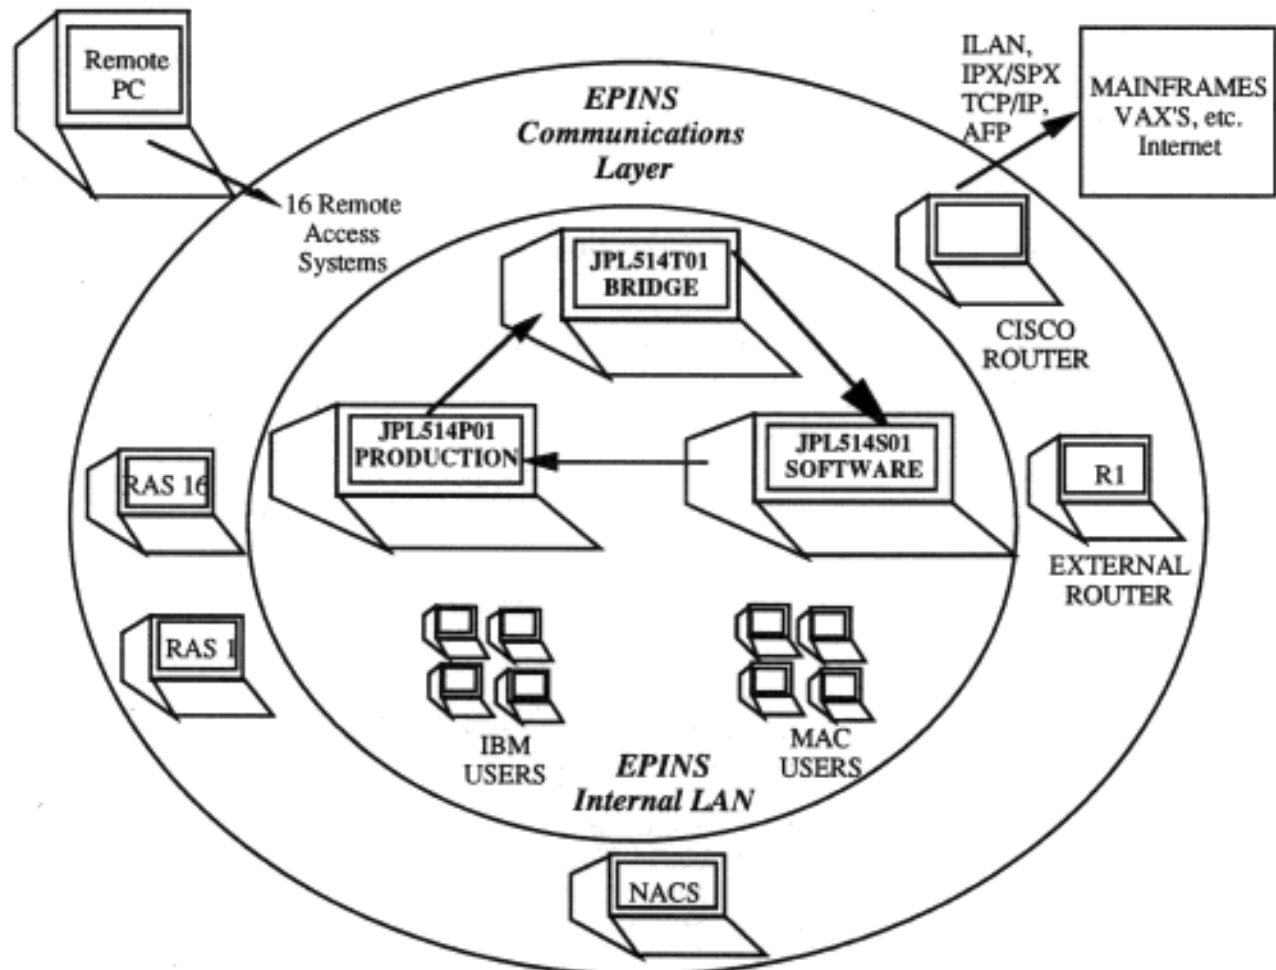 Remote
PC
ILAN,
IPX/SPX
TCP/IP,
AFP
MAINFRAMES
VAX'S, etc.
Internet
EPINS
Communications
Layer
16 Remote
Access
Systems
JPL514T01
BRIDGE
CISCO
ROUTER
JPL514P01
PRODUCTION
JPL514S01
SOFTWARE
RAS 16
R1
EXTERNAL
ROUTER
RAS 1
IBM
USERS
MAC
USERS
EPINS
Internal LAN
NACS